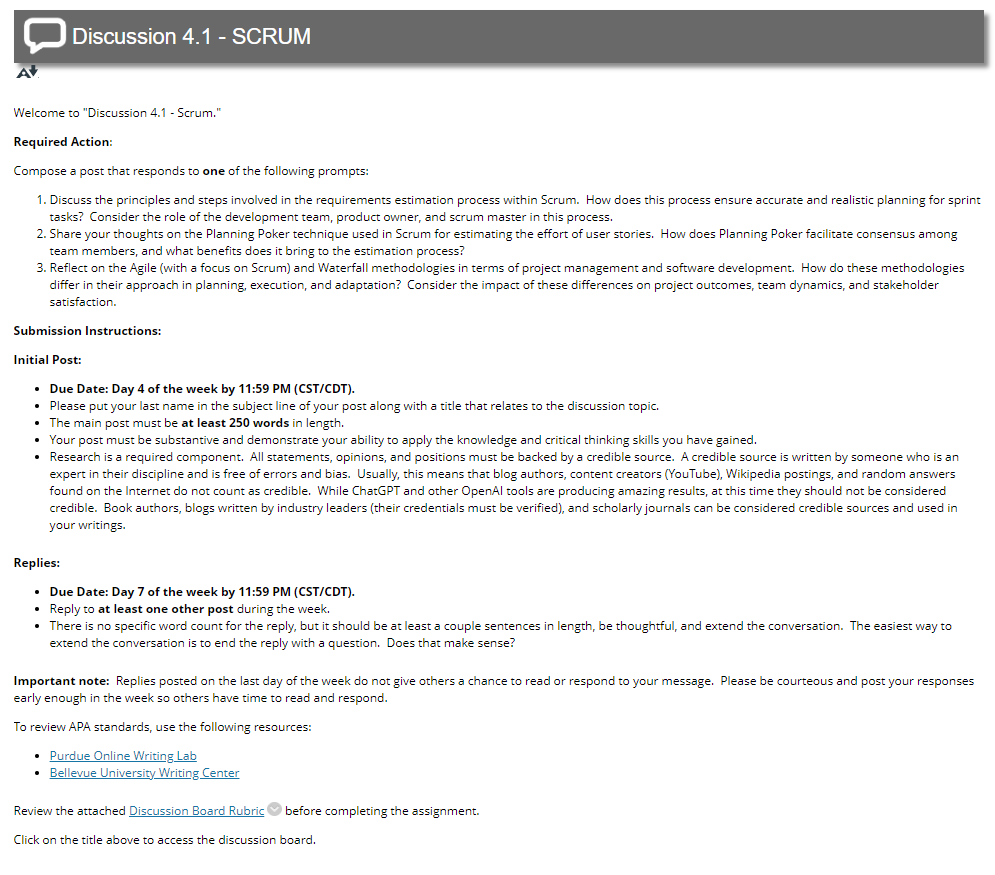 Discussion 4.1 - SCRUM
A
Welcome to "Discussion 4.1 - Scrum."
Required Action:
Compose a post that responds to one of the following prompts:
1. Discuss the principles and steps involved in the requirements estimation process within Scrum.  How does this process ensure accurate and realistic planning for sprint
tasks?  Consider the role of the development team, product owner, and scrum master in this process.
2. Share your thoughts on the Planning Poker technique used in Scrum for estimating the effort of user stories.  How does Planning Poker facilitate consensus among
team members, and what benefits does it bring to the estimation process?
3. Reflect on the Agile (with a focus on Scrum) and Waterfall methodologies in terms of project management and software development.  How do these methodologies
differ in their approach in planning, execution, and adaptation?  Consider the impact of these differences on project outcomes, team dynamics, and stakeholder
satisfaction.
Submission Instructions:
Initial Post:
• Due Date: Day 4 of the week by 11:59 PM (CST/CDT).
• Please put your last name in the subject line of your post along with a title that relates to the discussion topic.
• The main post must be at least 250 words in length.
• Your post must be substantive and demonstrate your ability to apply the knowledge and critical thinking skills you have gained.
• Research is a required component.  All statements, opinions, and positions must be backed by a credible source.  A credible source is written by someone who is an
expert in their discipline and is free of errors and bias.  Usually, this means that blog authors, content creators (YouTube), Wikipedia postings, and random answers
found on the Internet do not count as credible.  While ChatGPT and other OpenAI tools are producing amazing results, at this time they should not be considered
credible.  Book authors, blogs written by industry leaders (their credentials must be verified), and scholarly journals can be considered credible sources and used in
your writings.
Replies:
• Due Date: Day 7 of the week by 11:59 PM (CST/CDT).
• Reply to at least one other post during the week.
• There is no specific word count for the reply, but it should be at least a couple sentences in length, be thoughtful, and extend the conversation.  The easiest way to
extend the conversation is to end the reply with a question.  Does that make sense?
Important note:  Replies posted on the last day of the week do not give others a chance to read or respond to your message.  Please be courteous and post your responses
early enough in the week so others have time to read and respond.
To review APA standards, use the following resources:
• Purdue Online Writing Lab
• Bellevue University Writing Center
Review the attached Discussion Board Rubric before completing the assignment.
Click on the title above to access the discussion board.